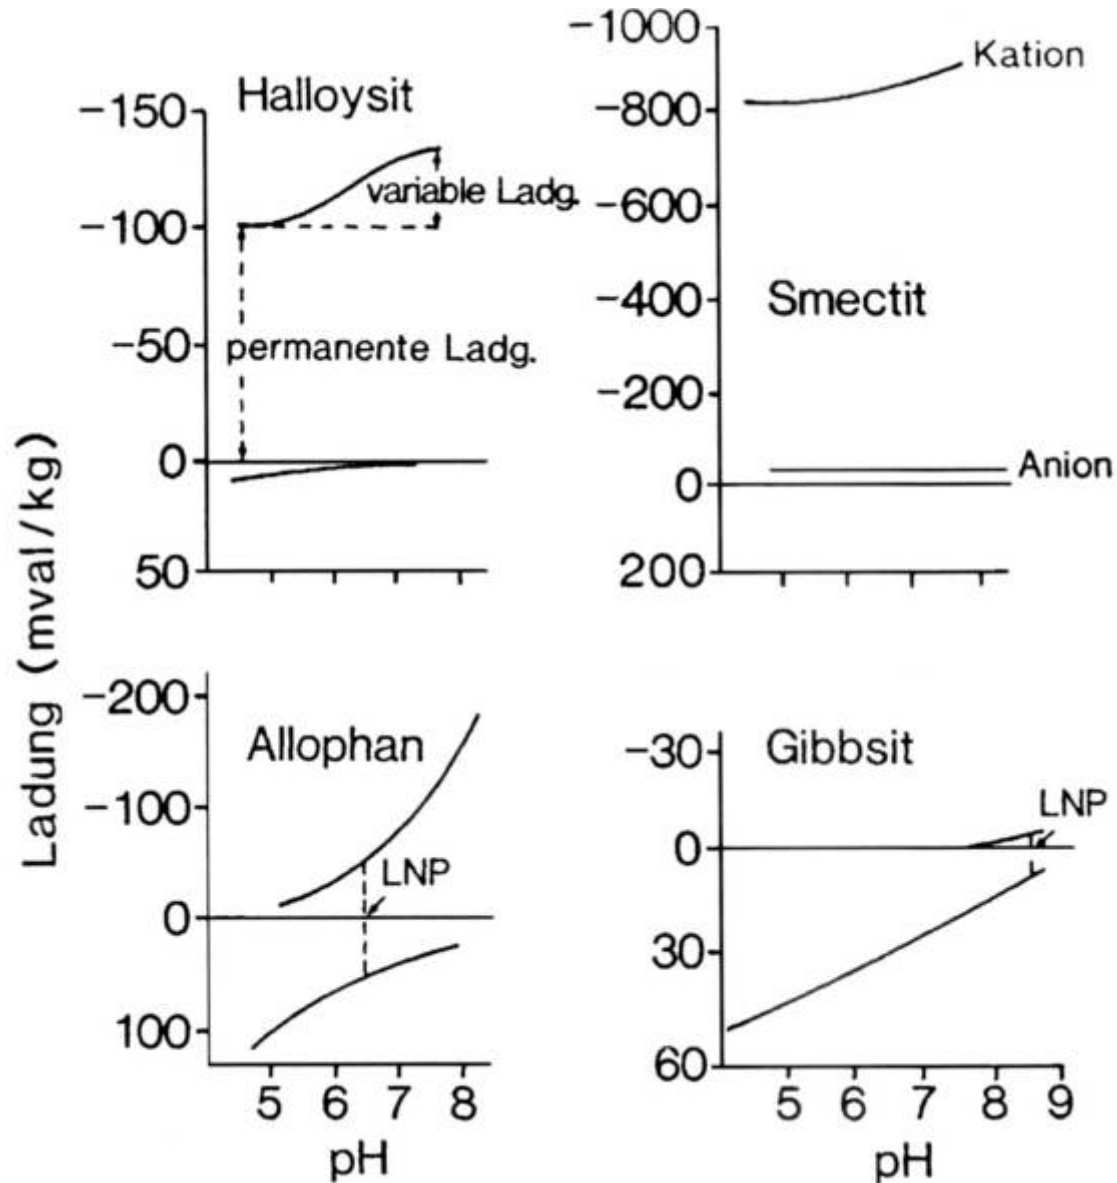 Ladung (mval/kg)
Halloysit
-150
-100
-50
0
50
variable Ladg.
permanente Ladg.
-1000
-800
-600
-400
-200
0
200
Kation
Smectit
Anion
-200
-100
0
100
Allophan
LNP
5 6 7 8
pH
-30
0
30
60
Gibbsit
LNP
5 6 7 8 9
pH